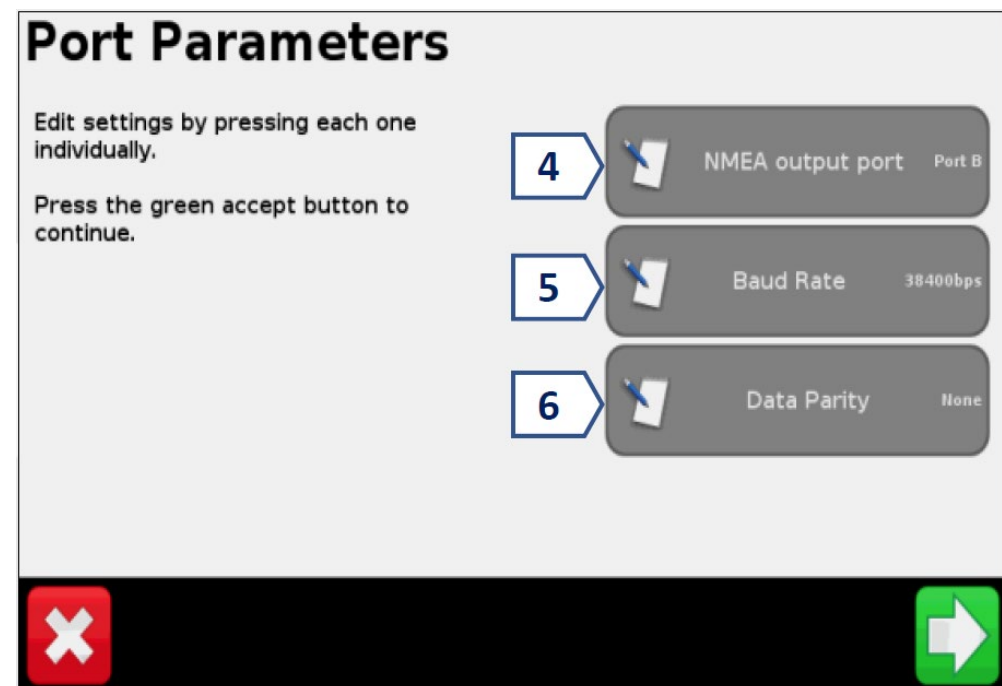 Port Parameters
Edit settings by pressing each one
individually.
Press the green accept button to
continue.
4
NMEA output port Port B
5
Baud Rate 38400bps
6
Data Parity None